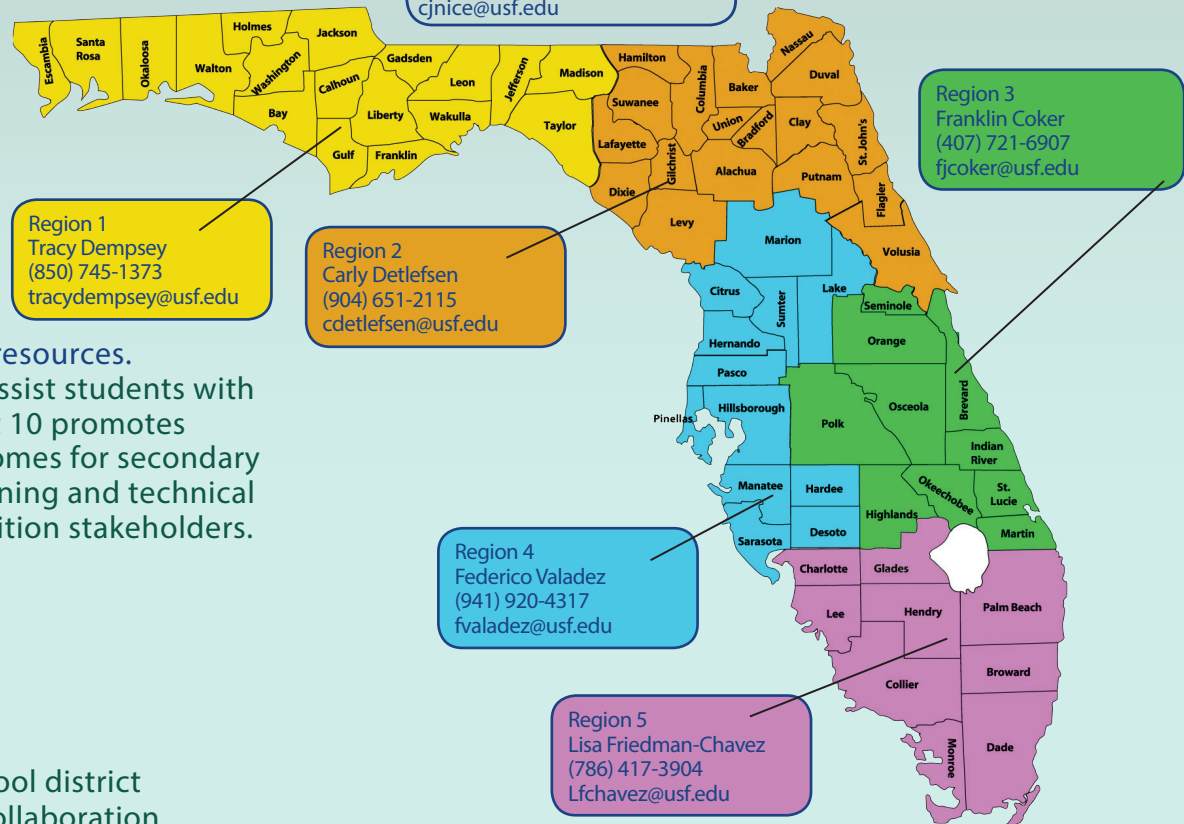 cjnice@usf.edu
Escambia
Santa
Rosa
Okaloosa
Walton
Holmes
Washington
Jackson
Bay
Calhoun
Gulf
Liberty
Franklin
Gadsden
Leon
Wakulla
Jefferson
Madison
Taylor
Hamilton
Suwanee
Lafayette
Dixie
Gilchrist
Columbia
Baker
Union
Bradford
Alachua
Levy
Nassau
Duval
Clay
St. John's
Putnam
Flagler
Volusia
Marion
Citrus
Sumter
Lake
Hernando
Pasco
Pinellas
Hillsborough
Manatee
Hardee
Sarasota
Desoto
Seminole
Orange
Brevard
Osceola
Polk
Indian
River
Okeechobee
St.
Lucie
Highlands
Martin
Charlotte
Glades
Lee
Hendry
Palm Beach
Collier
Broward
Monroe
Dade
Region 1
Tracy Dempsey
(850) 745-1373
tracydempsey@usf.edu
Region 2
Carly Detlefsen
(904) 651-2115
cdetlefsen@usf.edu
Region 3
Franklin Coker
(407) 721-6907
fjcoker@usf.edu
Region 4
Federico Valadez
(941) 920-4317
fvaladez@usf.edu
Region 5
Lisa Friedman-Chavez
(786) 417-3904
Lfchavez@usf.edu
resources.
ssist students with
t 10 promotes
omes for secondary
ning and technical
ition stakeholders.
ool district
ollaboration